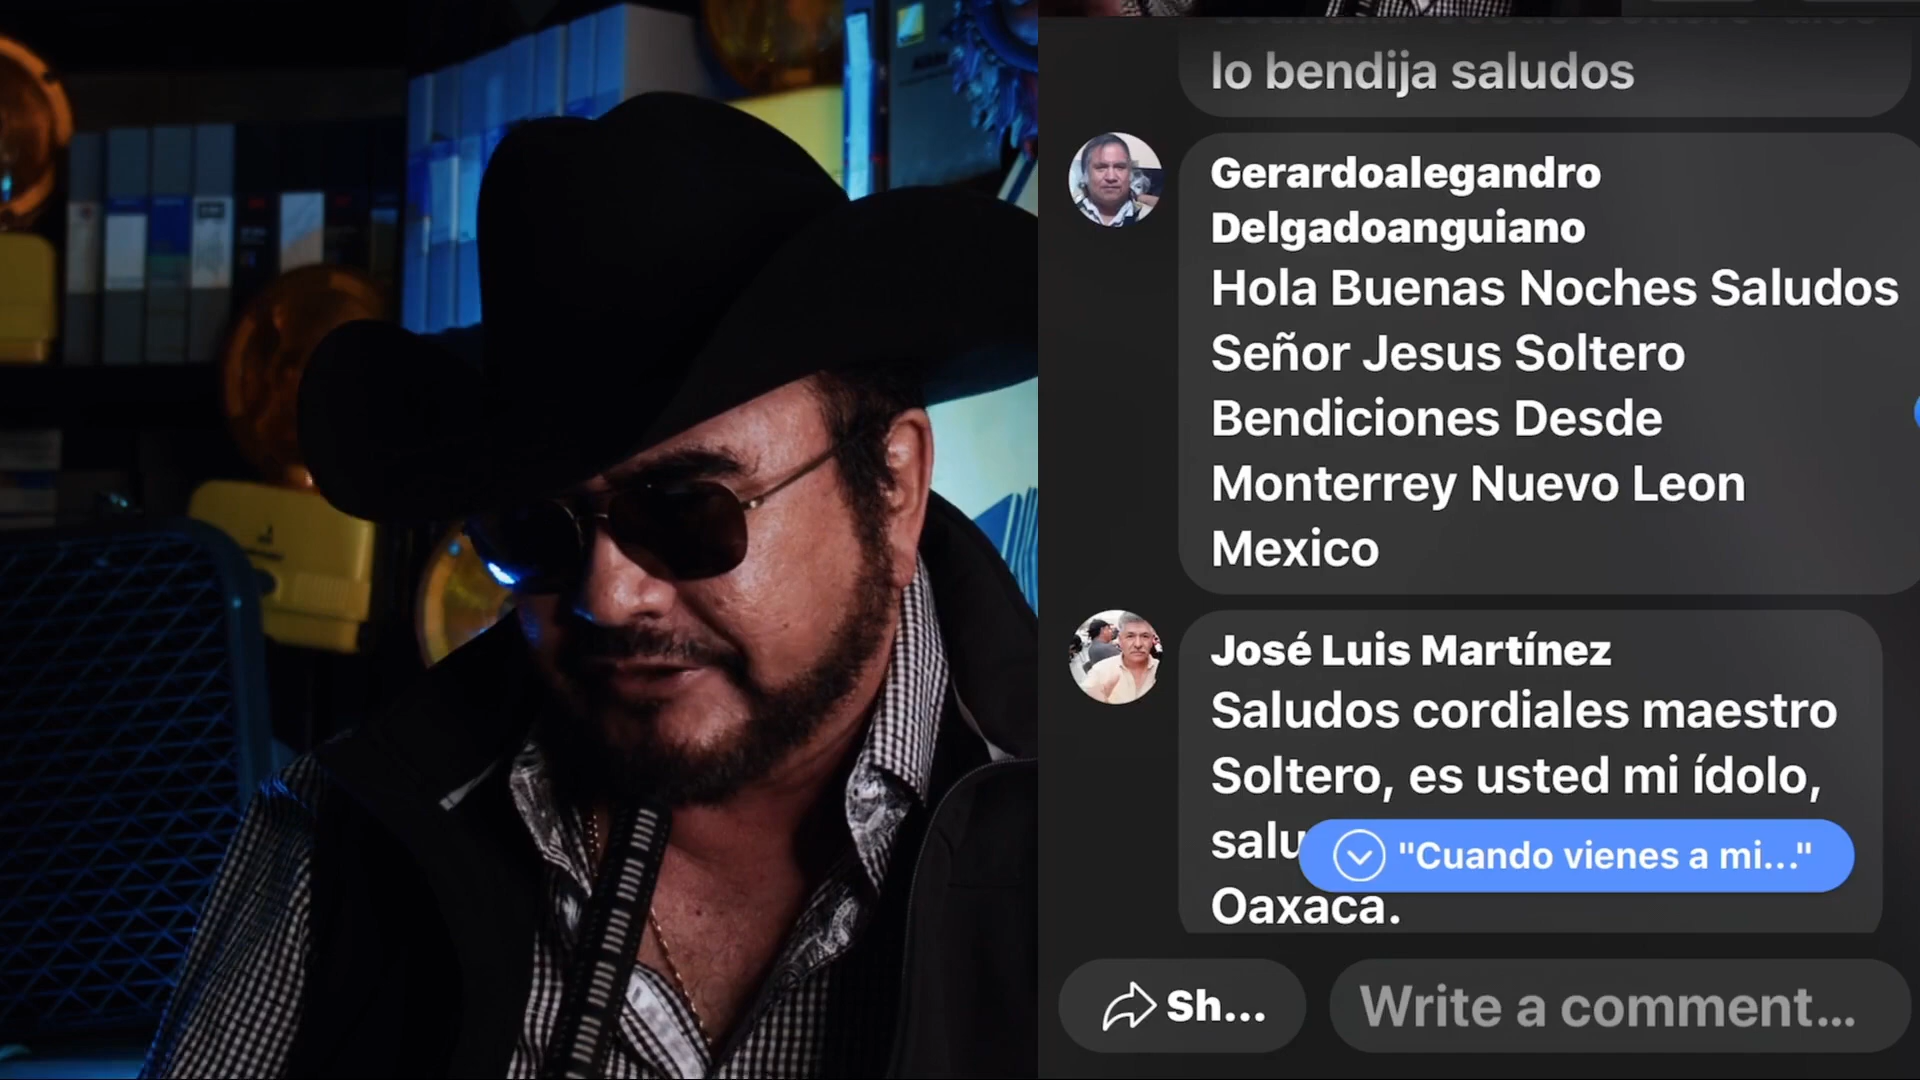 lo bendija saludos
Gerardoalegandro
Delgadoanguiano
Hola Buenas Noches Saludos
Señor Jesus Soltero
Bendiciones Desde
Monterrey Nuevo Leon
Mexico
José Luis Martínez
Saludos cordiales maestro
Soltero, es usted mi ídolo,
salu
"Cuando vienes a mi..."
Oaxaca.
Sh...
Write a comment...